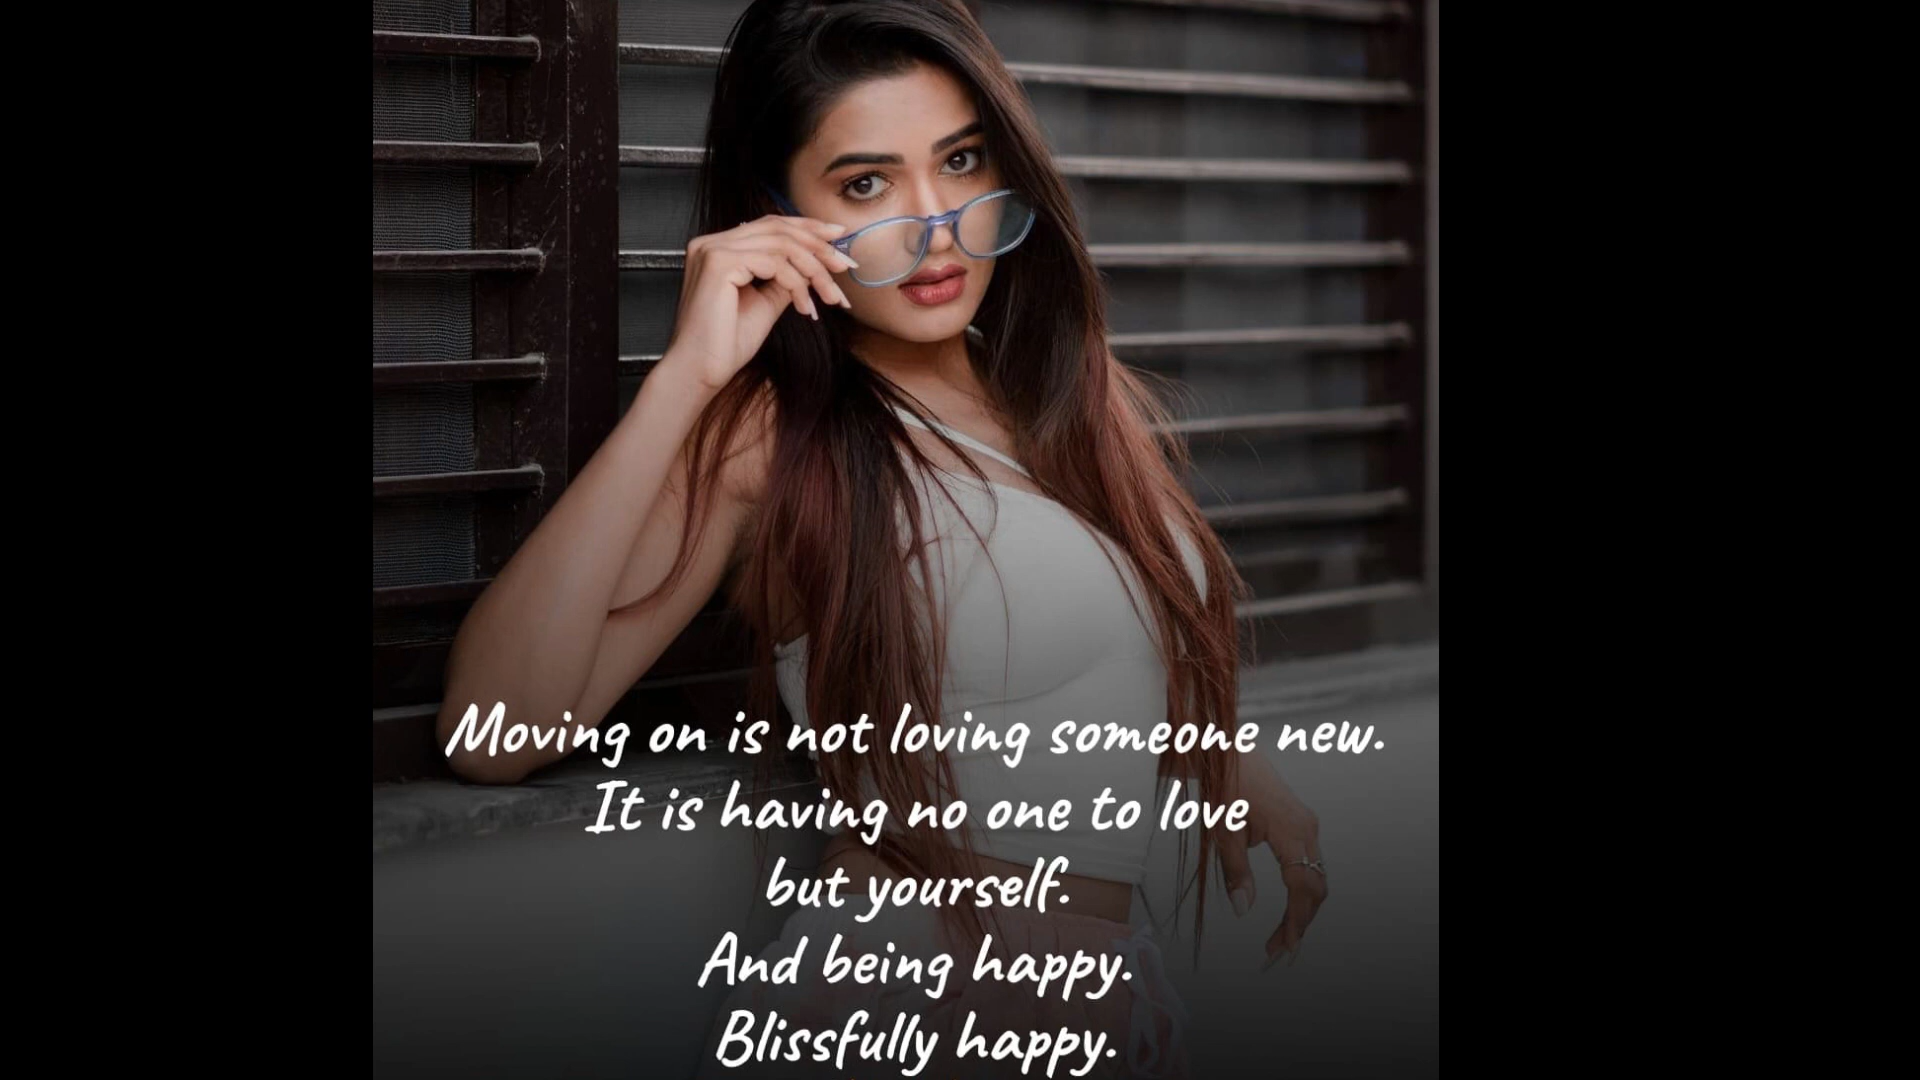 Moving on is not loving someone new.
It is having no one to love
but yourself.
And being happy.
Blissfully happy.